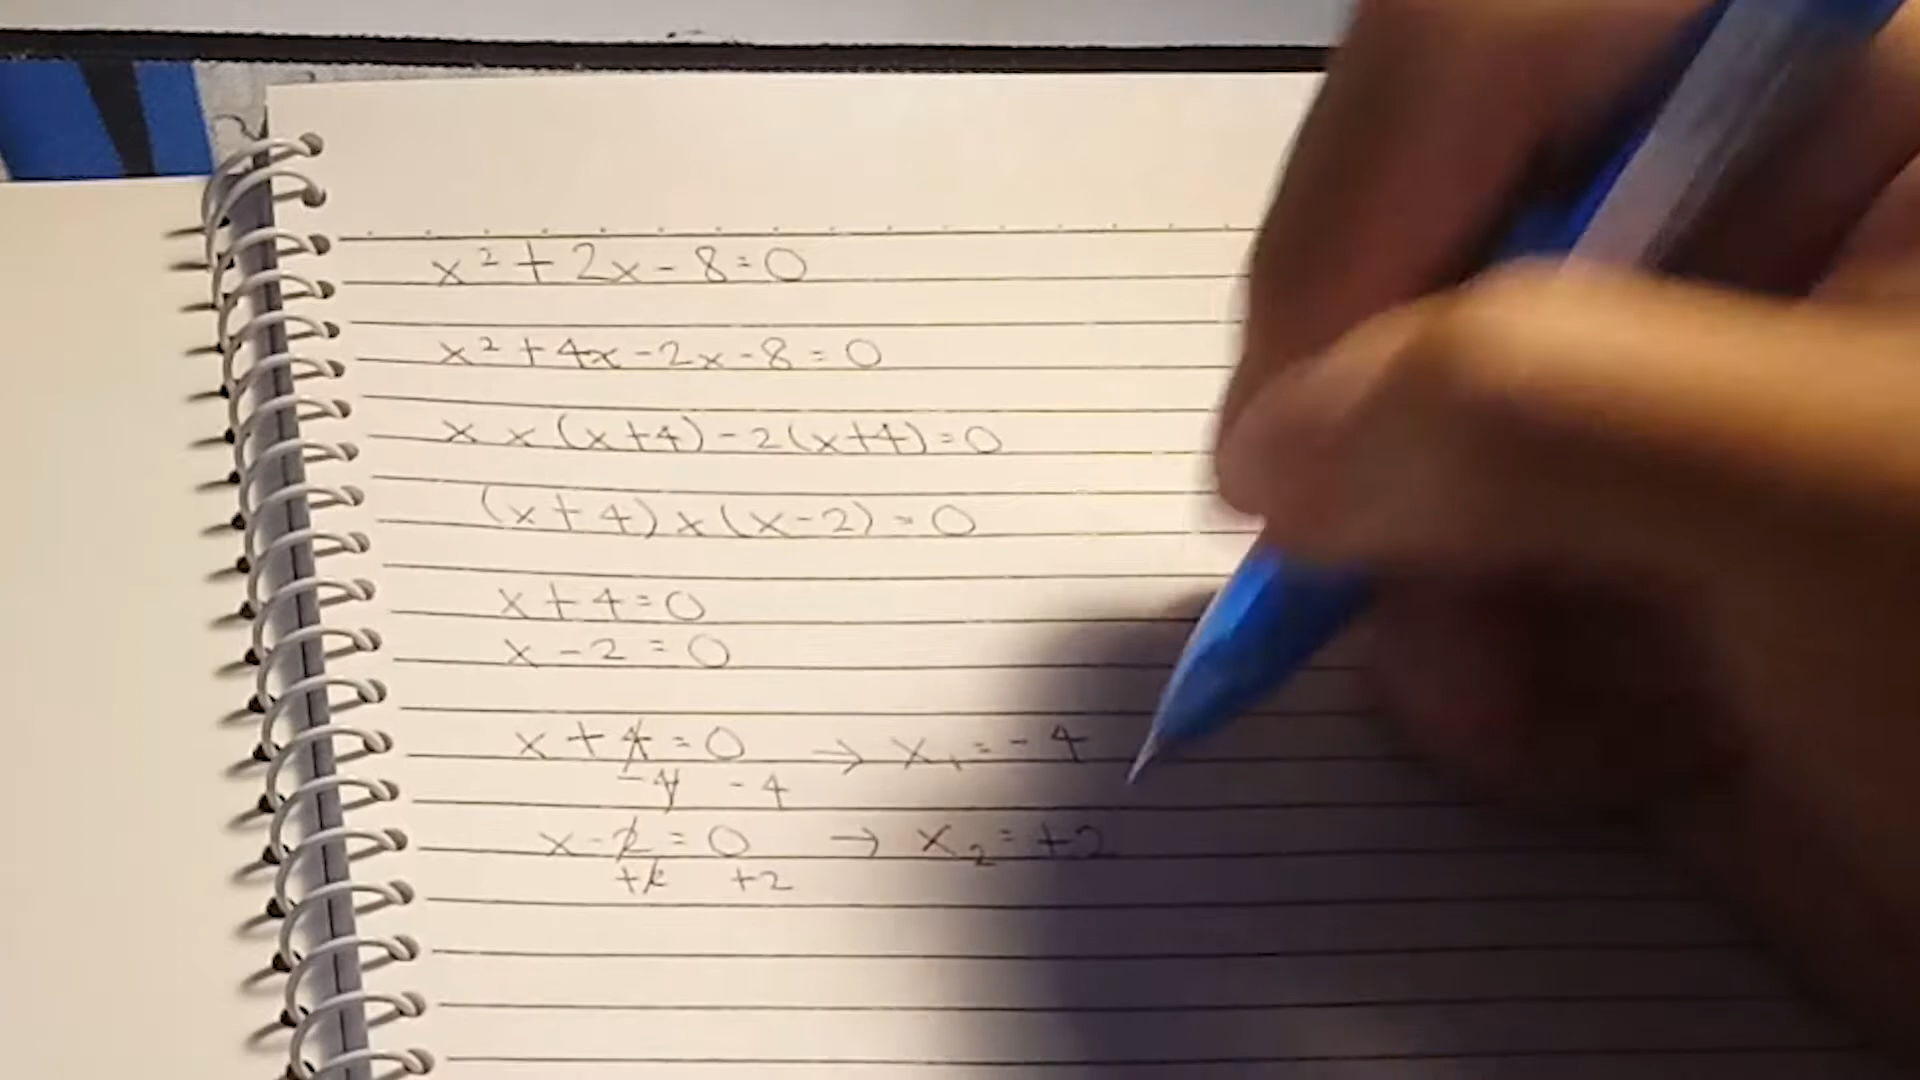 x² + 2x - 8 = 0
x² + 4x - 2x - 8 = 0
x × (x + 4) - 2(x + 4) = 0
(x + 4) × (x - 2) = 0
x + 4 = 0
x - 2 = 0
x + 4 = 0 → x₁ = - 4
- 4 - 4
x - 2 = 0 → x₂ = + 2
+ 2 + 2